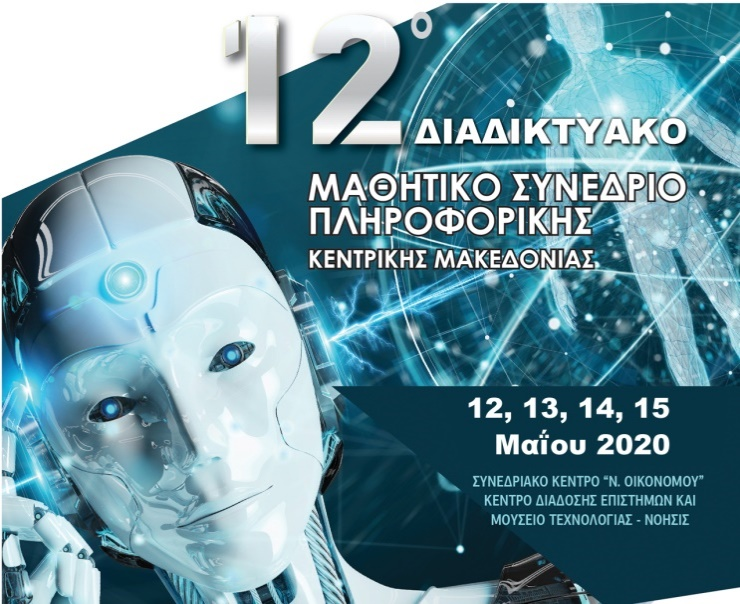 12º ΔΙΑΔΙΚΤΥΑΚΟ
ΜΑΘΗΤΙΚΟ ΣΥΝΕΔΡΙΟ
ΠΛΗΡΟΦΟΡΙΚΗΣ
ΚΕΝΤΡΙΚΗΣ ΜΑΚΕΔΟΝΙΑΣ
12, 13, 14, 15
Μαΐου 2020
ΣΥΝΕΔΡΙΑΚΟ ΚΕΝΤΡΟ “Ν. ΟΙΚΟΝΟΜΟΥ”
ΚΕΝΤΡΟ ΔΙΑΔΟΣΗΣ ΕΠΙΣΤΗΜΩΝ ΚΑΙ
ΜΟΥΣΕΙΟ ΤΕΧΝΟΛΟΓΙΑΣ - ΝΟΗΣΙΣ